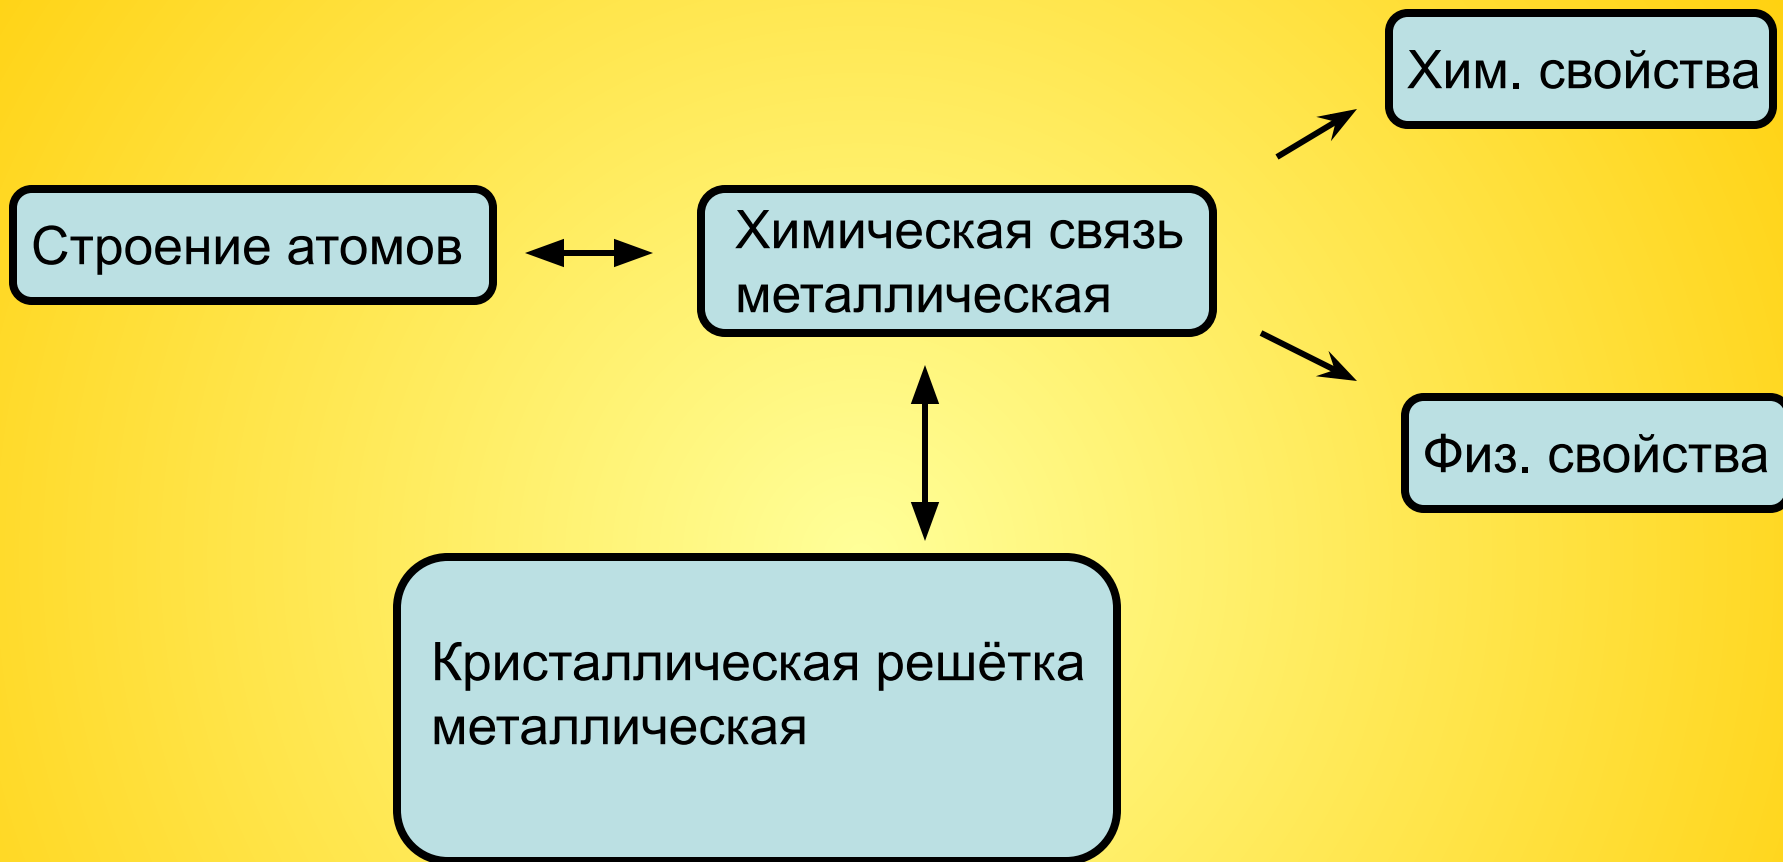 Хим. свойства
Строение атомов
Химическая связь
металлическая
Физ. свойства
Кристаллическая решётка
металлическая